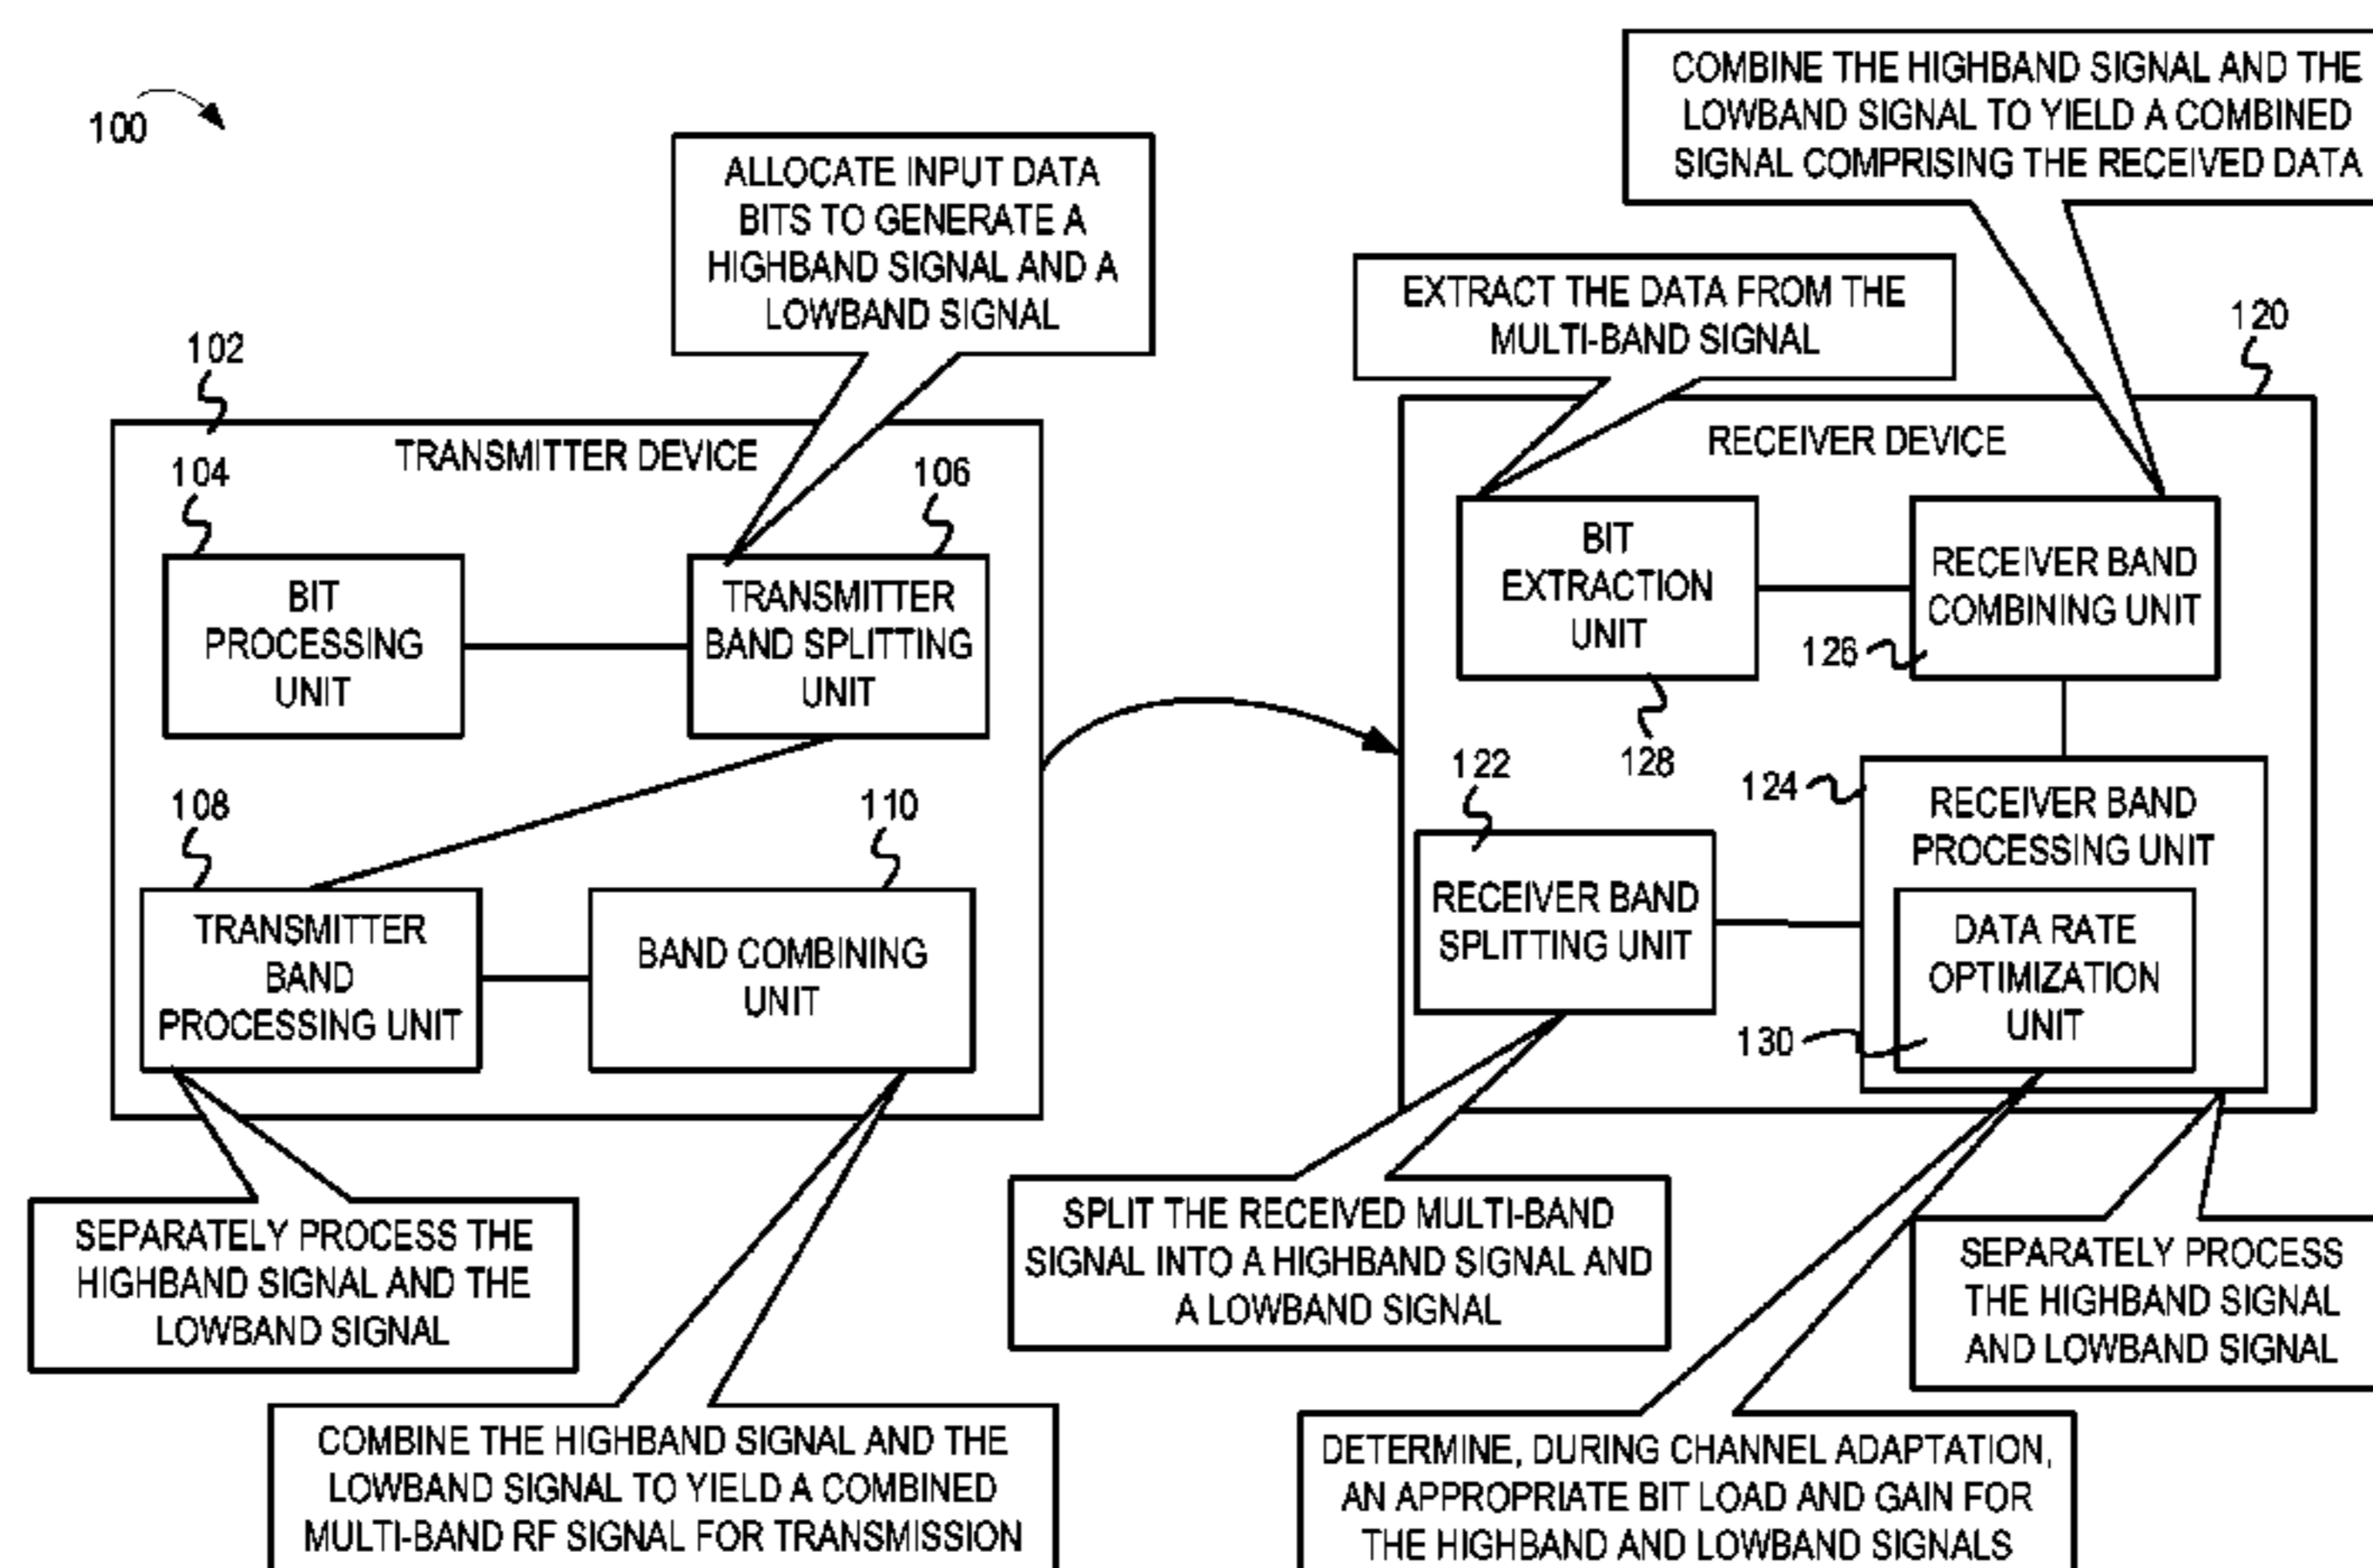 100
COMBINE THE HIGHBAND SIGNAL AND THE
LOWBAND SIGNAL TO YIELD A COMBINED
SIGNAL COMPRISING THE RECEIVED DATA
ALLOCATE INPUT DATA
BITS TO GENERATE A
HIGHBAND SIGNAL AND A
LOWBAND SIGNAL
EXTRACT THE DATA FROM THE
MULTI-BAND SIGNAL
102
TRANSMITTER DEVICE
104
106
BIT
PROCESSING
UNIT
TRANSMITTER
BAND SPLITTING
UNIT
108
110
TRANSMITTER
BAND
PROCESSING UNIT
BAND COMBINING
UNIT
SEPARATELY PROCESS THE
HIGHBAND SIGNAL AND THE
LOWBAND SIGNAL
COMBINE THE HIGHBAND SIGNAL AND THE
LOWBAND SIGNAL TO YIELD A COMBINED
MULTI-BAND RF SIGNAL FOR TRANSMISSION
120
RECEIVER DEVICE
BIT
EXTRACTION
UNIT
128
RECEIVER BAND
COMBINING UNIT
126
122
RECEIVER BAND
SPLITTING UNIT
124
RECEIVER BAND
PROCESSING UNIT
DATA RATE
OPTIMIZATION
UNIT
130
SPLIT THE RECEIVED MULTI-BAND
SIGNAL INTO A HIGHBAND SIGNAL AND
A LOWBAND SIGNAL
SEPARATELY PROCESS
THE HIGHBAND SIGNAL
AND LOWBAND SIGNAL
DETERMINE, DURING CHANNEL ADAPTATION,
AN APPROPRIATE BIT LOAD AND GAIN FOR
THE HIGHBAND AND LOWBAND SIGNALS